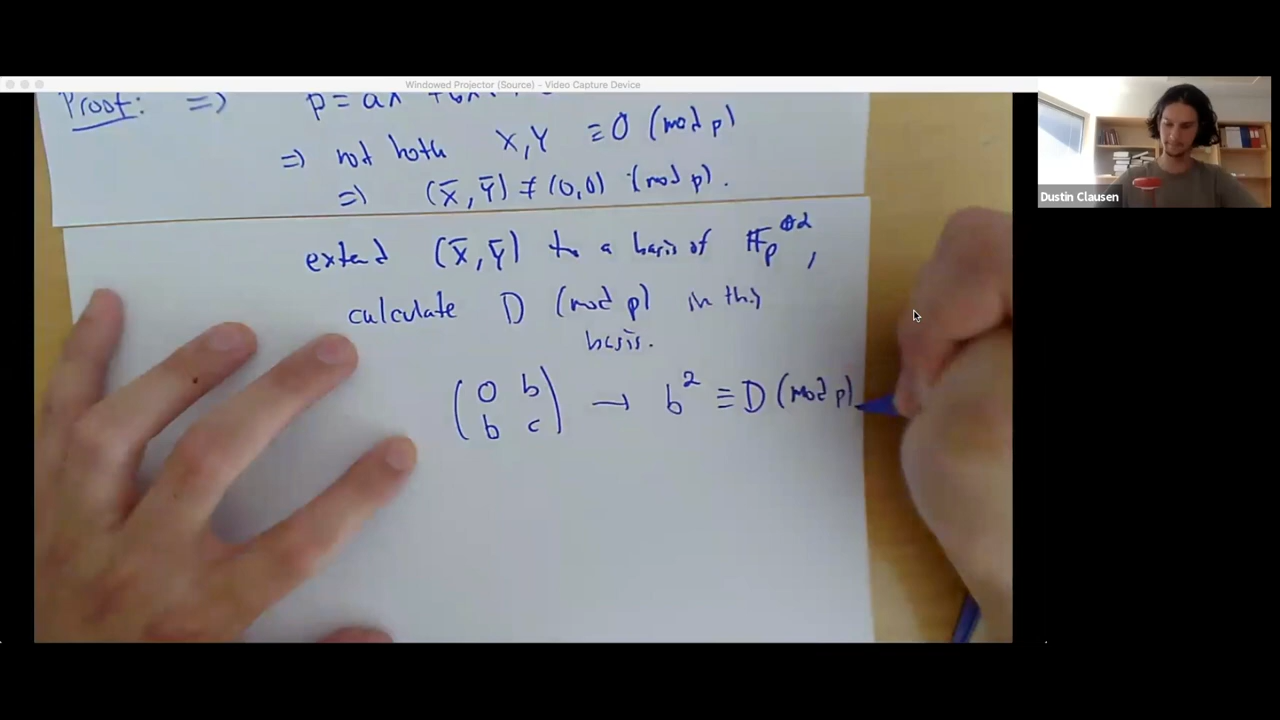 Windowed Projector (Source) - Video Capture Device
Proof: ⇒ p = ax
⇒ not both X, Y ≡ 0 (mod p)
⇒ (X̄, Ȳ) ≠ (0,0) (mod p).
extend (X̄, Ȳ) to a basis of 𝔽p⊕2,
calculate D (mod p) in this
basis.
(0 b
b c) → b² ≡ D (mod p)
Dustin Clausen